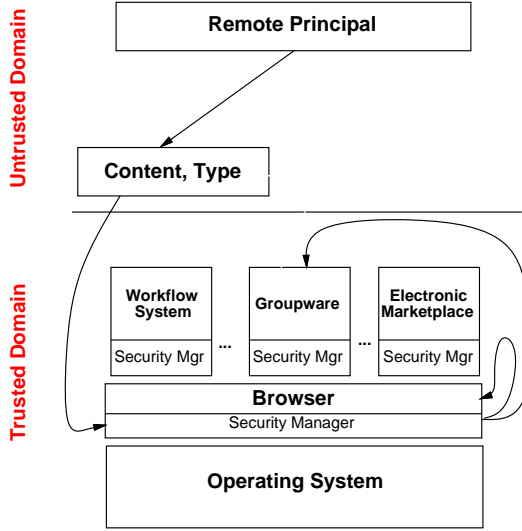 Untrusted Domain
Remote Principal
Content, Type
Trusted Domain
Workflow
System
Security Mgr
...
Groupware
Security Mgr
...
Electronic
Marketplace
Security Mgr
Browser
Security Manager
Operating System